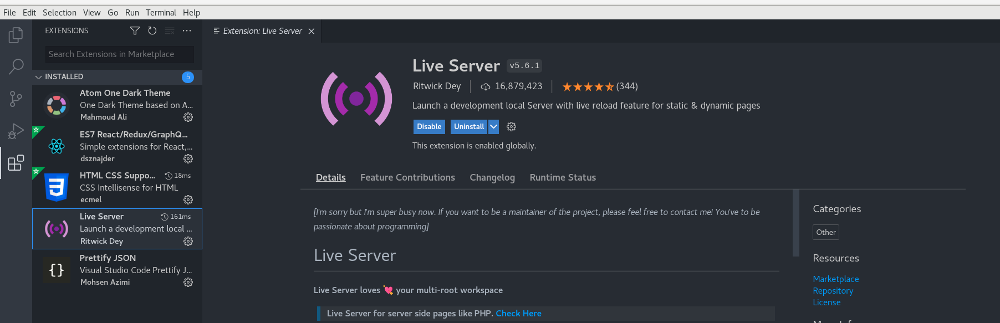 File Edit Selection View Go Run Terminal Help
EXTENSIONS
Search Extensions in Marketplace
INSTALLED 5
Atom One Dark Theme
One Dark Theme based on A...
Mahmoud Ali
ES7 React/Redux/GraphQ...
Simple extensions for React,...
dsznajder
HTML CSS Suppo... 18ms
CSS Intellisense for HTML
ecmel
Live Server 161ms
Launch a development local ...
Ritwick Dey
Prettify JSON
Visual Studio Code Prettify J...
Mohsen Azimi
Extension: Live Server
Live Server v5.6.1
Ritwick Dey 16,879,423 (344)
Launch a development local Server with live reload feature for static & dynamic pages
Disable Uninstall
This extension is enabled globally.
Details Feature Contributions Changelog Runtime Status
[I'm sorry but I'm super busy now. If you want to be a maintainer of the project, please feel free to contact me! You've to be
passionate about programming]
Live Server
Live Server loves 💘 your multi-root workspace
Live Server for server side pages like PHP. Check Here
Categories
Other
Resources
Marketplace
Repository
License